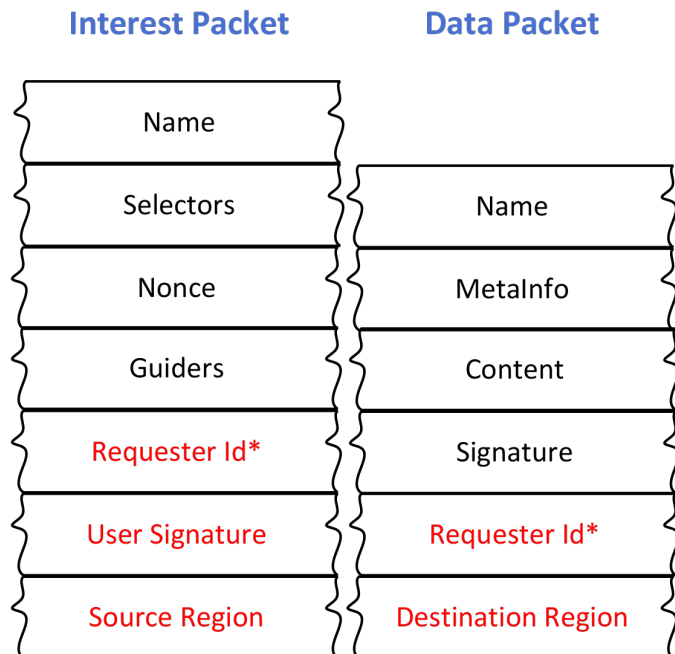 Interest Packet
Name
Selectors
Nonce
Guiders
Requester Id*
User Signature
Source Region
Data Packet
Name
MetaInfo
Content
Signature
Requester Id*
Destination Region